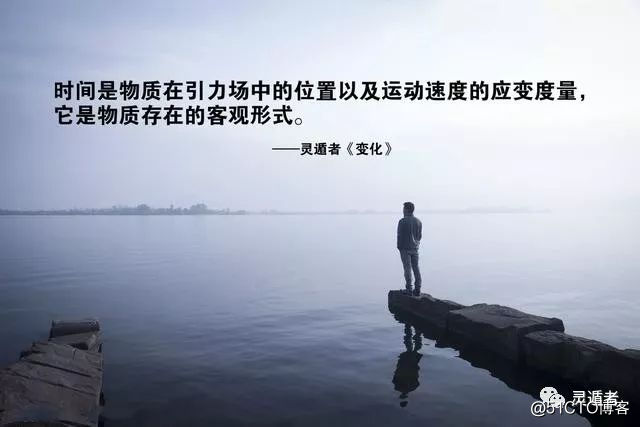 时间是物质在引力场中的位置以及运动速度的应变度量，
它是物质存在的客观形式。
——灵遁者《变化》
灵遁者
@51CTO博客